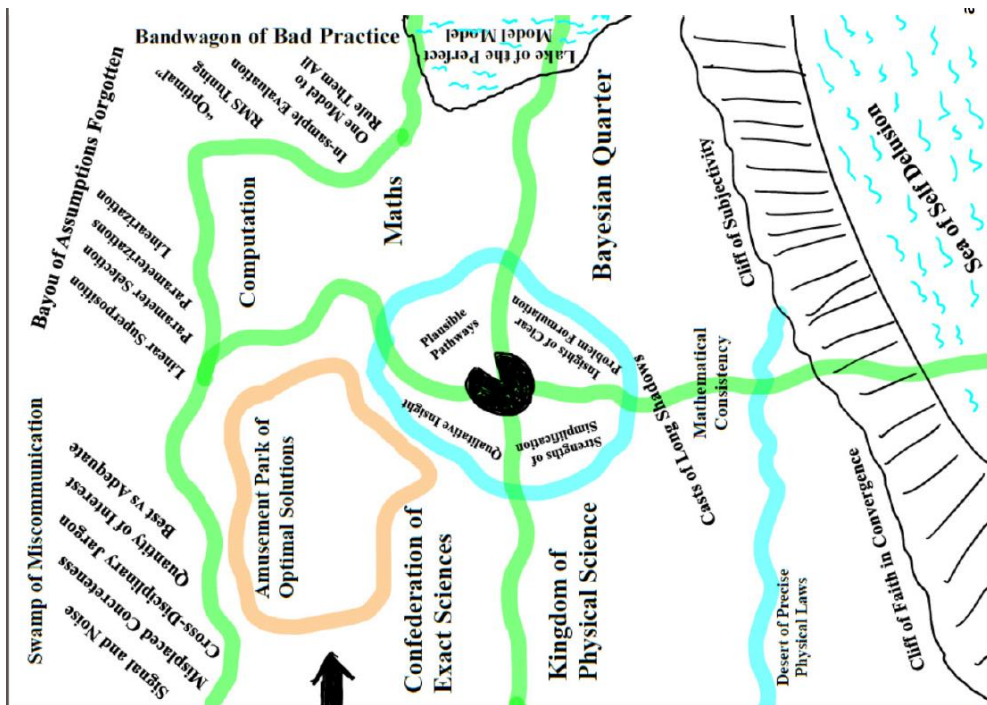 Bandwagon of Bad Practice
"Optimal"
RMS Tuning
In-sample Evaluation
One Model to
Rule Them All
Lake of the Perfect
Model Model
Bayou of Assumptions Forgotten
Linear Superposition
Parameter Selection
Parameterizations
Linearization
Computation
Maths
Bayesian Quarter
Cliff of Subjectivity
Sea of Self Delusion
Plausible
Pathways
Insights of Clear
Problem Formulation
Qualitative Insight
Strengths of
Simplification
Casts of Long Shadows
Mathematical
Consistency
Swamp of Miscommunication
Signal and Noise
Misplaced Concreteness
Cross-Disciplinary Jargon
Quantity of Interest
Best vs Adequate
Amusement Park of
Optimal Solutions
Confederation of
Exact Sciences
Kingdom of
Physical Science
Desert of Precise
Physical Laws
Cliff of Faith in Convergence